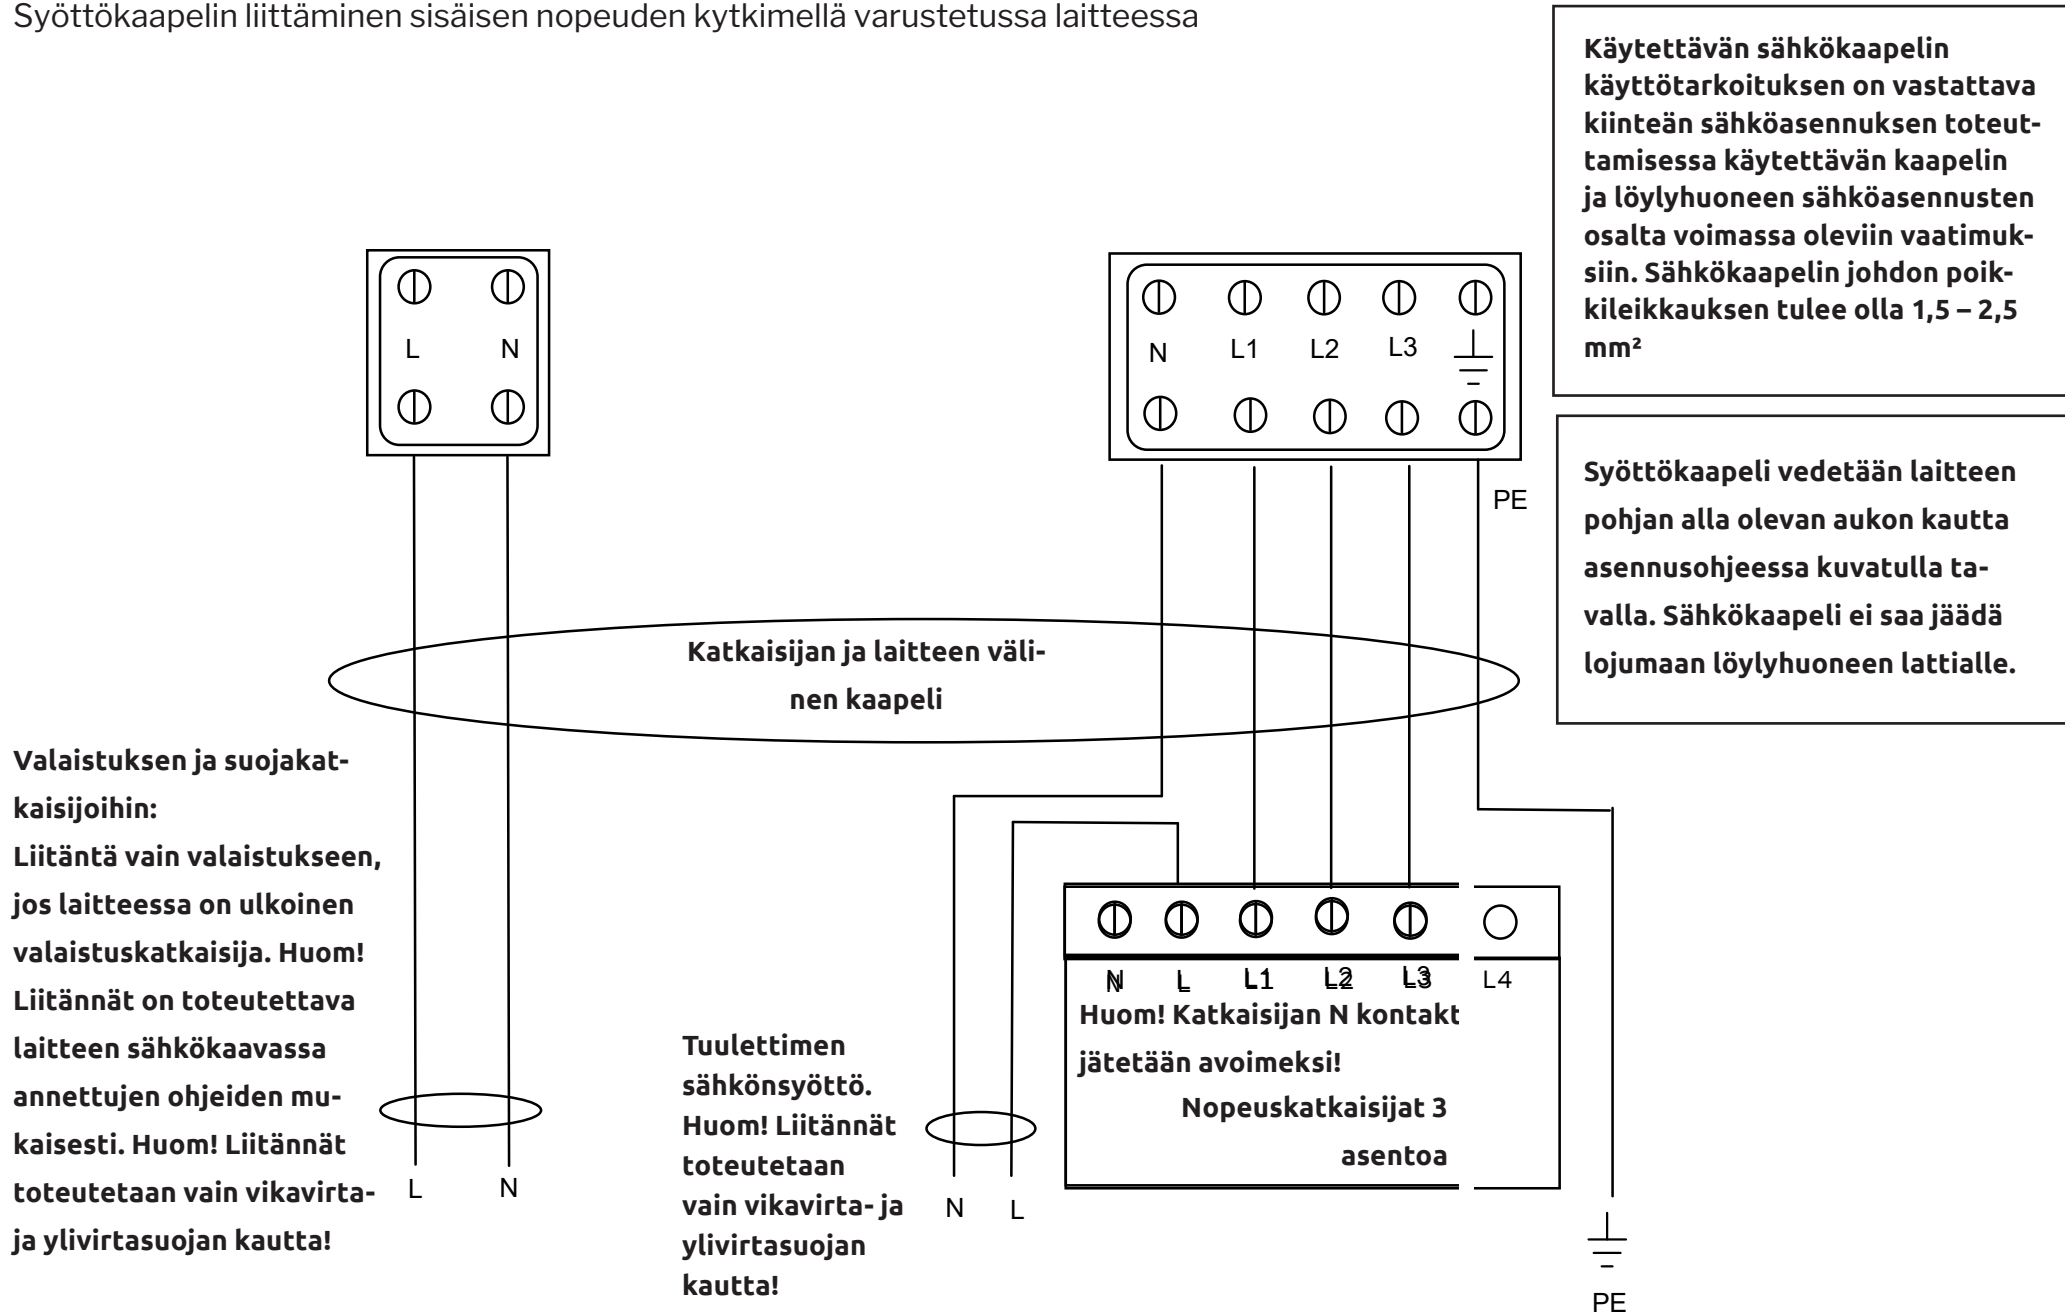 Syöttökaapelin liittäminen sisäisen nopeuden kytkimellä varustetussa laitteessa
Käytettävän sähkökaapelin
käyttötarkoituksen on vastattava
kiinteän sähköasennuksen toteut-
tamisessa käytettävän kaapelin
ja löylyhuoneen sähköasennusten
osalta voimassa oleviin vaatimuk-
siin. Sähkökaapelin johdon poik-
kileikkauksen tulee olla 1,5 – 2,5
mm²
L N
N L1 L2 L3
PE
Syöttökaapeli vedetään laitteen
pohjan alla olevan aukon kautta
asennusohjeessa kuvatulla ta-
valla. Sähkökaapeli ei saa jäädä
lojumaan löylyhuoneen lattialle.
Katkaisijan ja laitteen väli-
nen kaapeli
Valaistuksen ja suojakat-
kaisijoihin:
Liitäntä vain valaistukseen,
jos laitteessa on ulkoinen
valaistuskatkaisija. Huom!
Liitännät on toteutettava
laitteen sähkökaavassa
annettujen ohjeiden mu-
kaisesti. Huom! Liitännät
toteutetaan vain vikavirta-
ja ylivirtasuojan kautta!
L N
Tuulettimen
sähkönsyöttö.
Huom! Liitännät
toteutetaan
vain vikavirta- ja
ylivirtasuojan
kautta!
N L
N L L1 L2 L3 L4
Huom! Katkaisijan N kontakt
jätetään avoimeksi!
Nopeuskatkaisijat 3
asentoa
PE